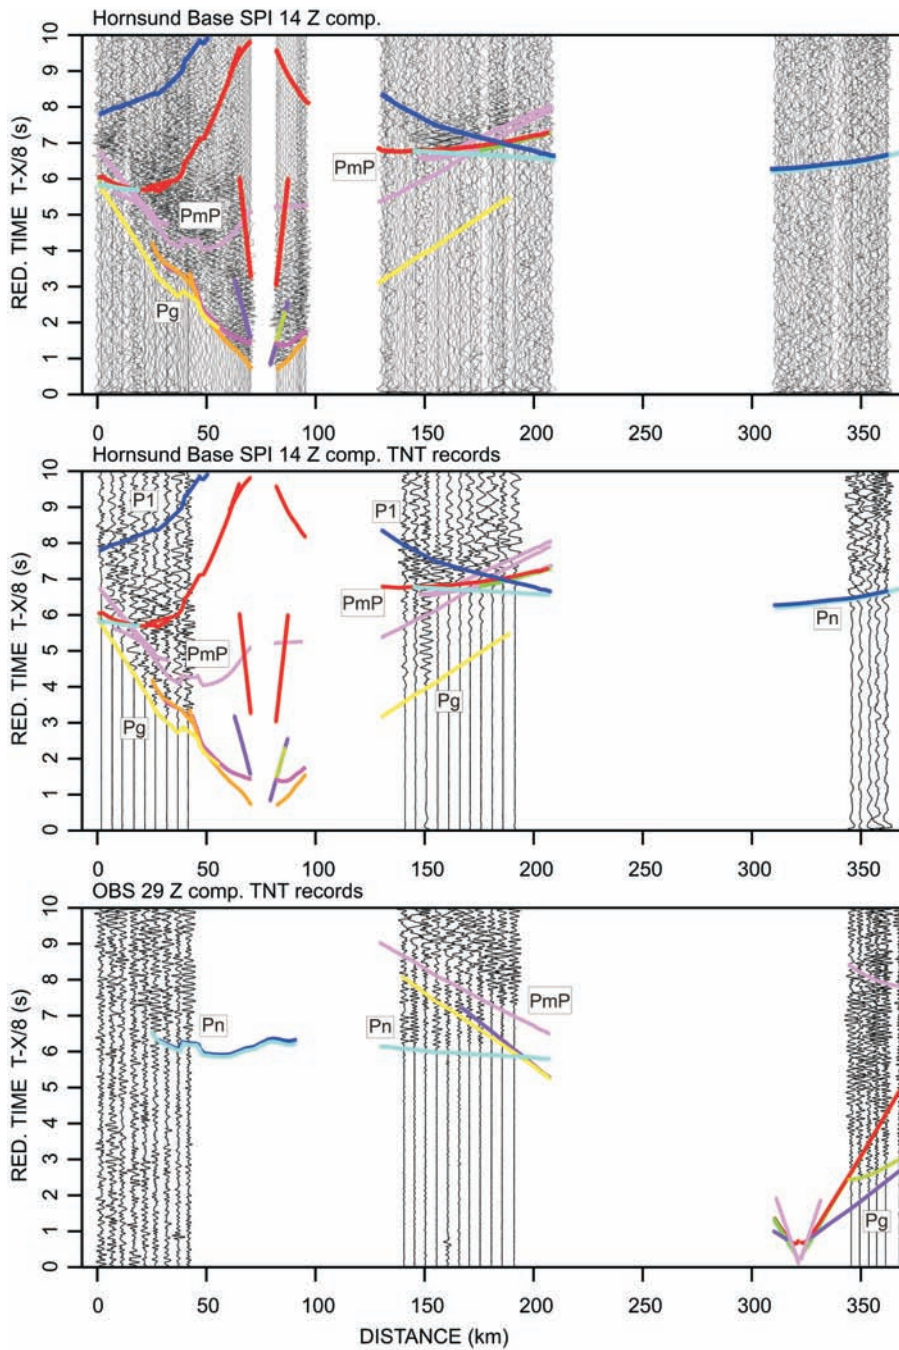 Hornsund Base SPI 14 Z comp.
RED. TIME T-X/8 (s)
10
9
8
7
6
5
4
3
2
1
0
PmP
Pg
PmP
0 50 100 150 200 250 300 350
Hornsund Base SPI 14 Z comp. TNT records
RED. TIME T-X/8 (s)
10
9
8
7
6
5
4
3
2
1
0
P1
PmP
Pg
P1
PmP
Pg
Pn
0 50 100 150 200 250 300 350
OBS 29 Z comp. TNT records
RED. TIME T-X/8 (s)
10
9
8
7
6
5
4
3
2
1
0
Pn
Pn
PmP
Pg
0 50 100 150 200 250 300 350
DISTANCE (km)